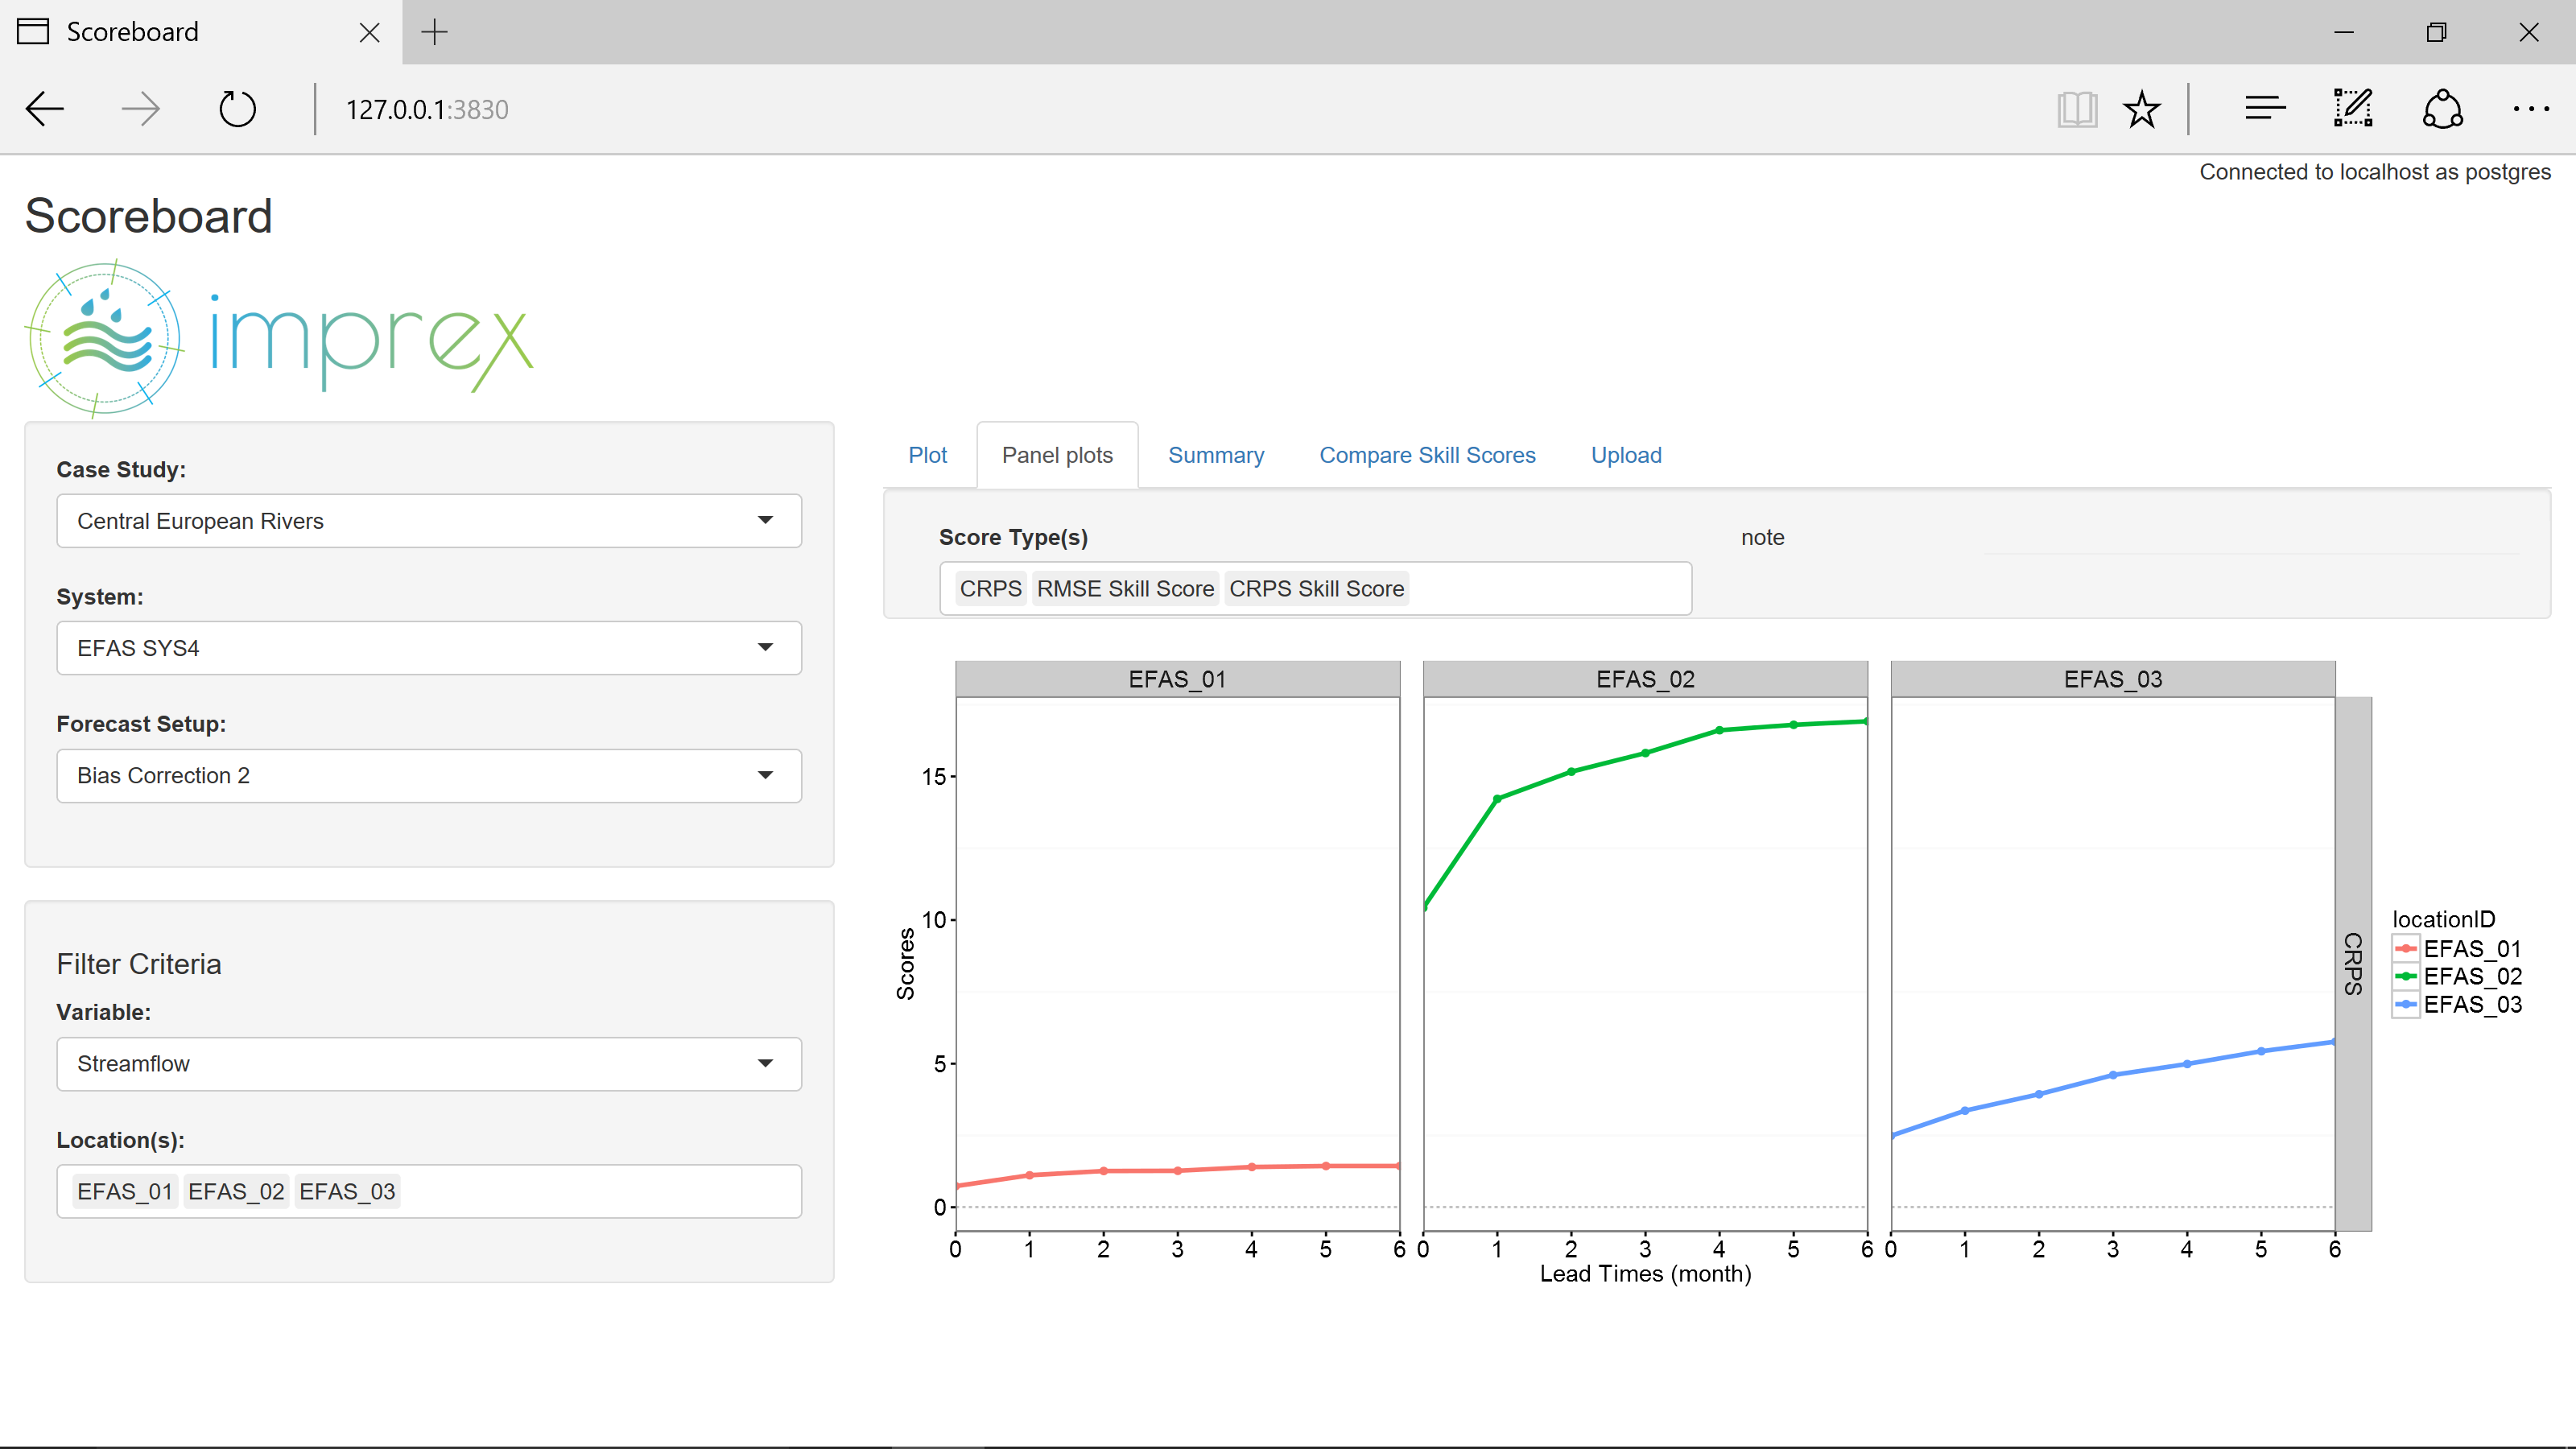 Scoreboard
127.0.0.1:3830
Connected to localhost as postgres
Scoreboard
imprex
Case Study:
Central European Rivers
System:
EFAS SYS4
Forecast Setup:
Bias Correction 2
Filter Criteria
Variable:
Streamflow
Location(s):
EFAS_01 EFAS_02 EFAS_03
Plot Panel plots Summary Compare Skill Scores Upload
Score Type(s)
note
CRPS RMSE Skill Score CRPS Skill Score
EFAS_01 EFAS_02 EFAS_03
15
10
5
0
Scores
0 1 2 3 4 5 6 0 1 2 3 4 5 6 0 1 2 3 4 5 6
Lead Times (month)
CRPS
locationID
EFAS_01
EFAS_02
EFAS_03